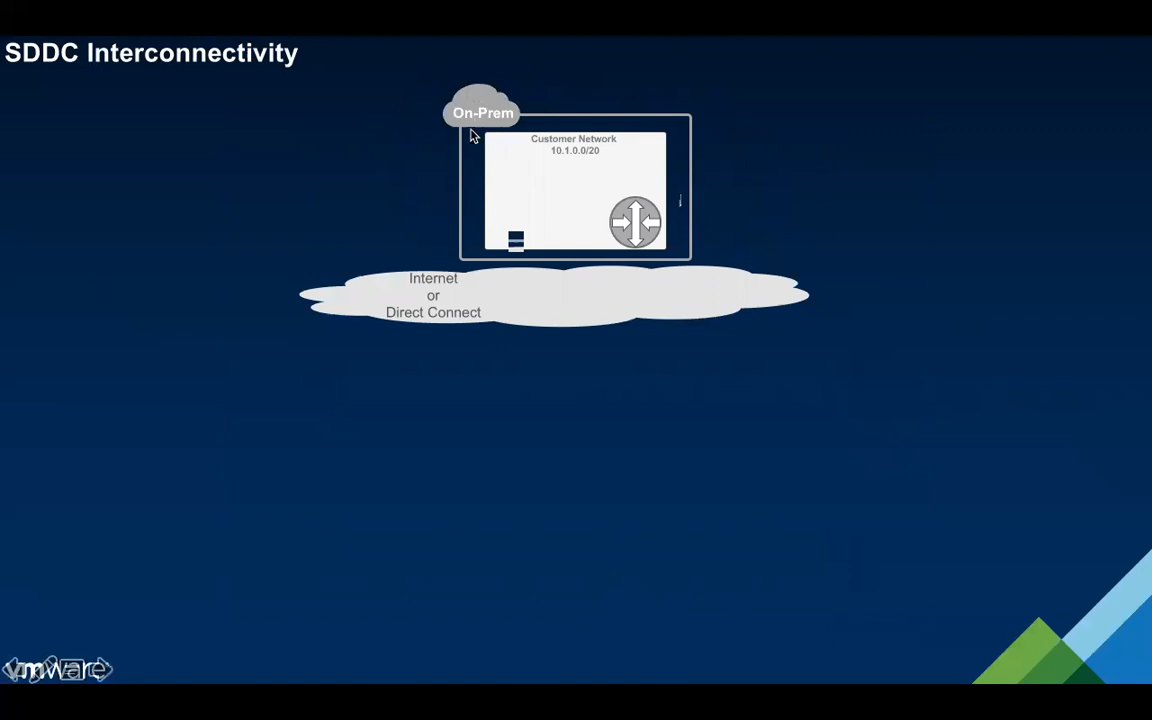 SDDC Interconnectivity
On-Prem
Customer Network
10.1.0.0/20
Internet
or
Direct Connect
vmware